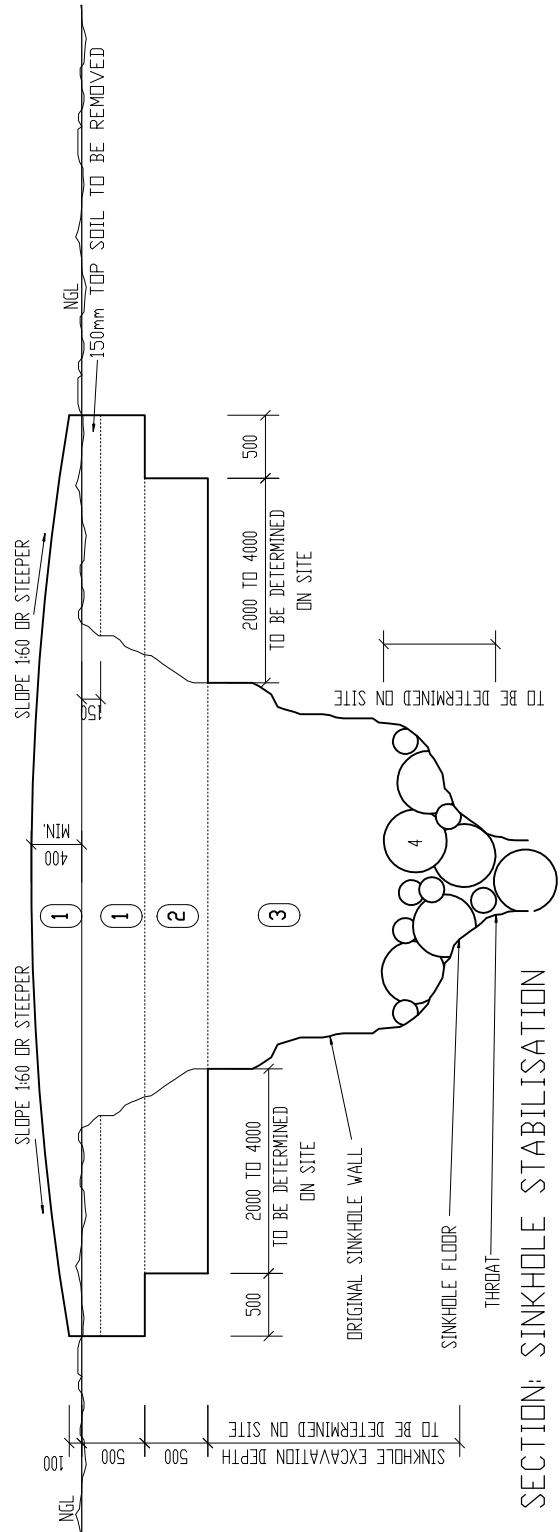 NGL
NGL
150mm TOP SOIL TO BE REMOVED
SLOPE 1:60 OR STEEPER
SLOPE 1:60 OR STEEPER
400
MIN.
150
1
1
2
3
4
100
500
500
SINKHOLE EXCAVATION DEPTH
TO BE DETERMINED ON SITE
500
2000 TO 4000
TO BE DETERMINED
ON SITE
2000 TO 4000
TO BE DETERMINED
ON SITE
500
TO BE DETERMINED ON SITE
ORIGINAL SINKHOLE WALL
SINKHOLE FLOOR
THROAT
SECTION: SINKHOLE STABILISATION